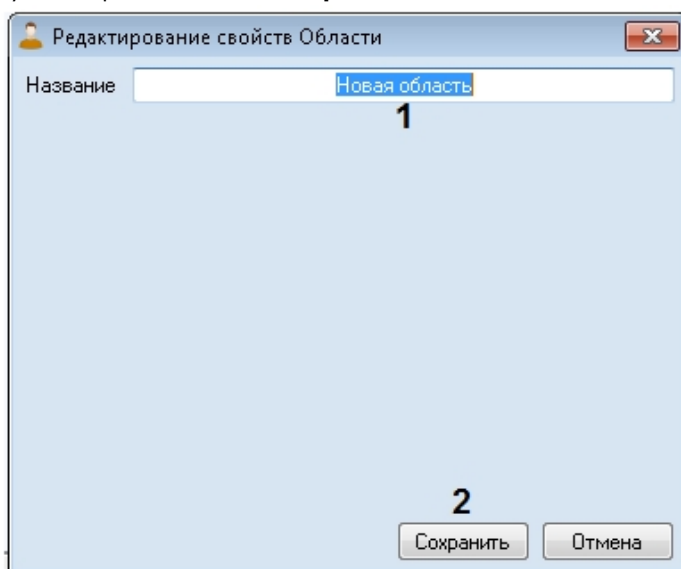 Редактирование свойств Области
Название Новая область
1
2
Сохранить Отмена